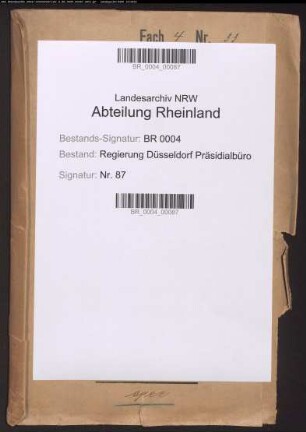 Fach 4 Nr.
BR_0004_00087
Landesarchiv NRW
Abteilung Rheinland
Bestands-Signatur: BR 0004
Bestand: Regierung Düsseldorf Präsidialbüro
Signatur: Nr. 87
BR_0004_00087